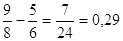 9/8 − 5/6 = 7/24 = 0,29